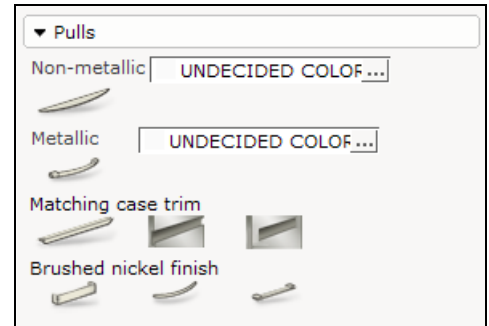 Pulls
Non-metallic UNDECIDED COLOR ...
Metallic UNDECIDED COLOR ...
Matching case trim
Brushed nickel finish